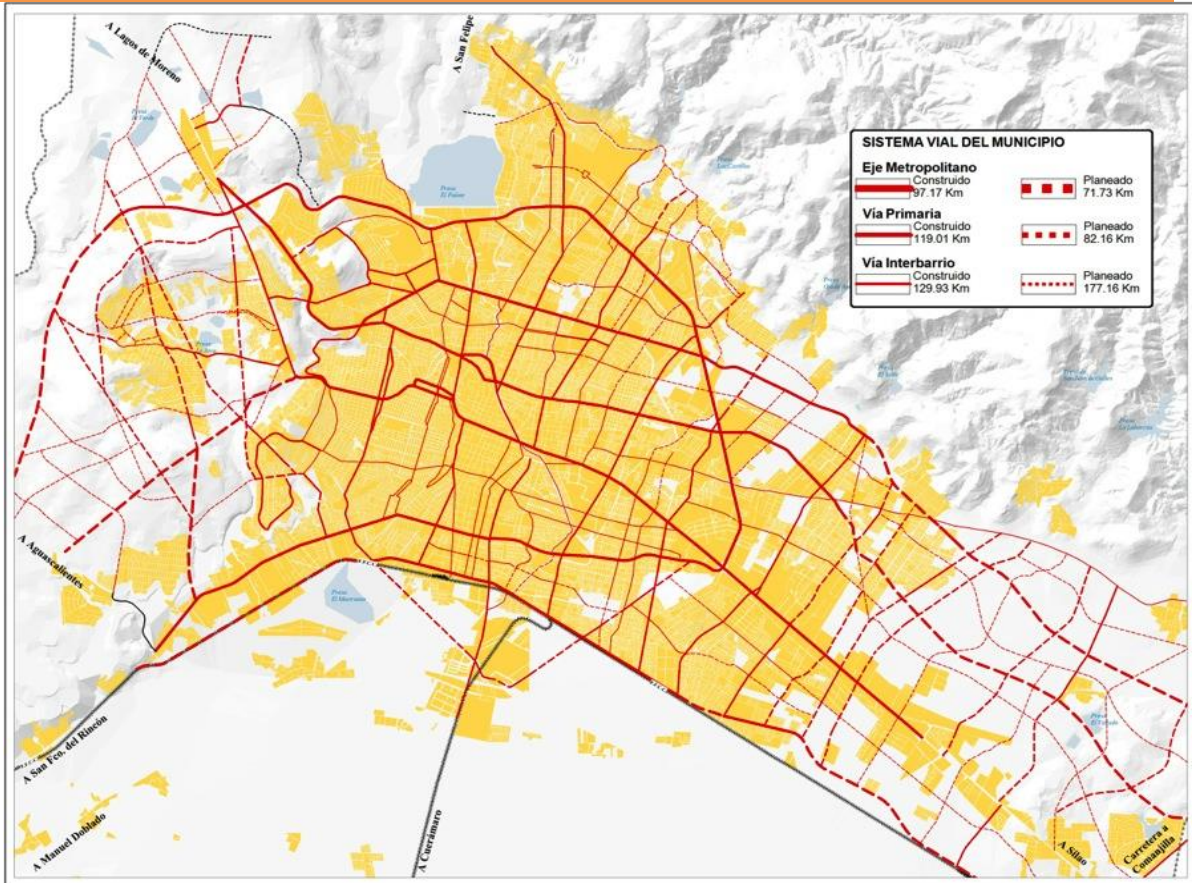 A Lagos de Moreno
A San Felipe
SISTEMA VIAL DEL MUNICIPIO
Eje Metropolitano
Construido
97.17 Km
Planeado
71.73 Km
Vía Primaria
Construido
119.01 Km
Planeado
82.16 Km
Vía Interbarrio
Construido
129.93 Km
Planeado
177.16 Km
Presa
El Palote
A Aguascalientes
A San Fco. del Rincón
A Manuel Doblado
A Cuerámaro
A Silao
Carretera a
Comanjilla